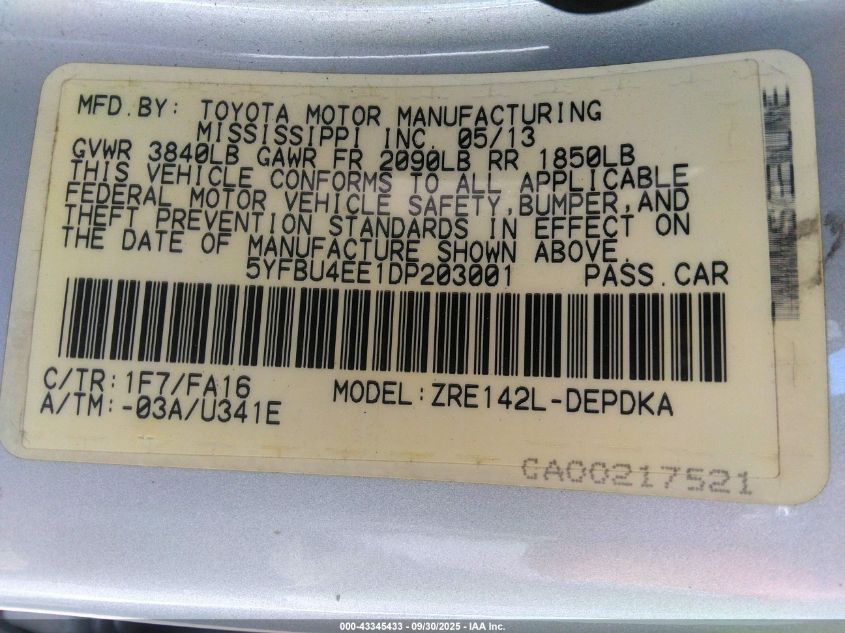 MFD.BY: TOYOTA MOTOR MANUFACTURING
MISSISSIPPI INC. 05/13
GVWR 3840LB GAWR FR 2090LB RR 1850LB
THIS VEHICLE CONFORMS TO ALL APPLICABLE
FEDERAL MOTOR VEHICLE SAFETY,BUMPER,AND
THEFT PREVENTION STANDARDS IN EFFECT ON
THE DATE OF MANUFACTURE SHOWN ABOVE.
5YFBU4EE1DP203001 PASS.CAR
C/TR:1F7/FA16 MODEL:ZRE142L-DEPDKA
A/TM:-03A/U341E
CA00217521
000-43345433 - 09/30/2025 - IAA Inc.